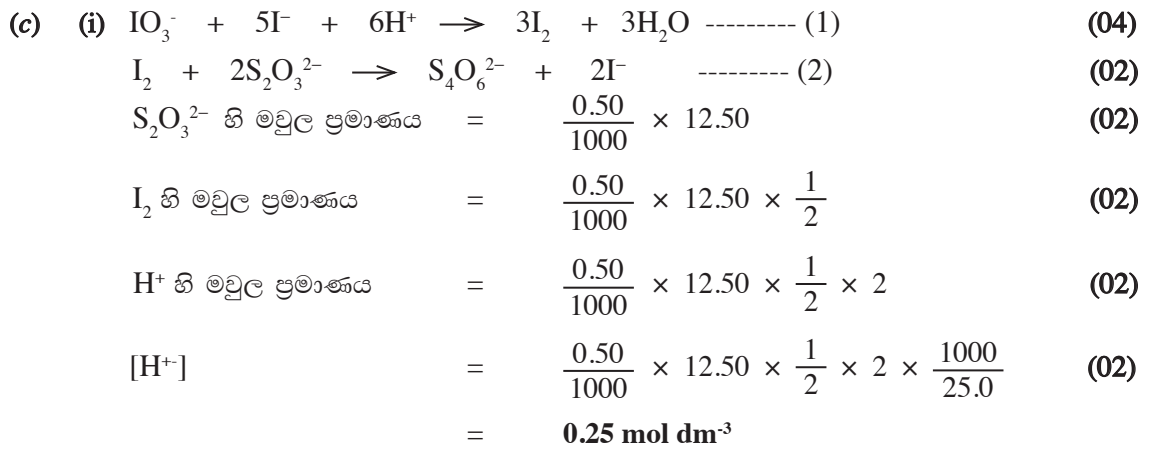 (c) (i) IO₃⁻ + 5I⁻ + 6H⁺ ⟶ 3I₂ + 3H₂O --------- (1) (04)
I₂ + 2S₂O₃²⁻ ⟶ S₄O₆²⁻ + 2I⁻ --------- (2) (02)
S₂O₃²⁻ හි මවුල ප්‍රමාණය = 0.50/1000 × 12.50 (02)
I₂ හි මවුල ප්‍රමාණය = 0.50/1000 × 12.50 × 1/2 (02)
H⁺ හි මවුල ප්‍රමාණය = 0.50/1000 × 12.50 × 1/2 × 2 (02)
[H⁺⁻] = 0.50/1000 × 12.50 × 1/2 × 2 × 1000/25.0 (02)
= 0.25 mol dm⁻³